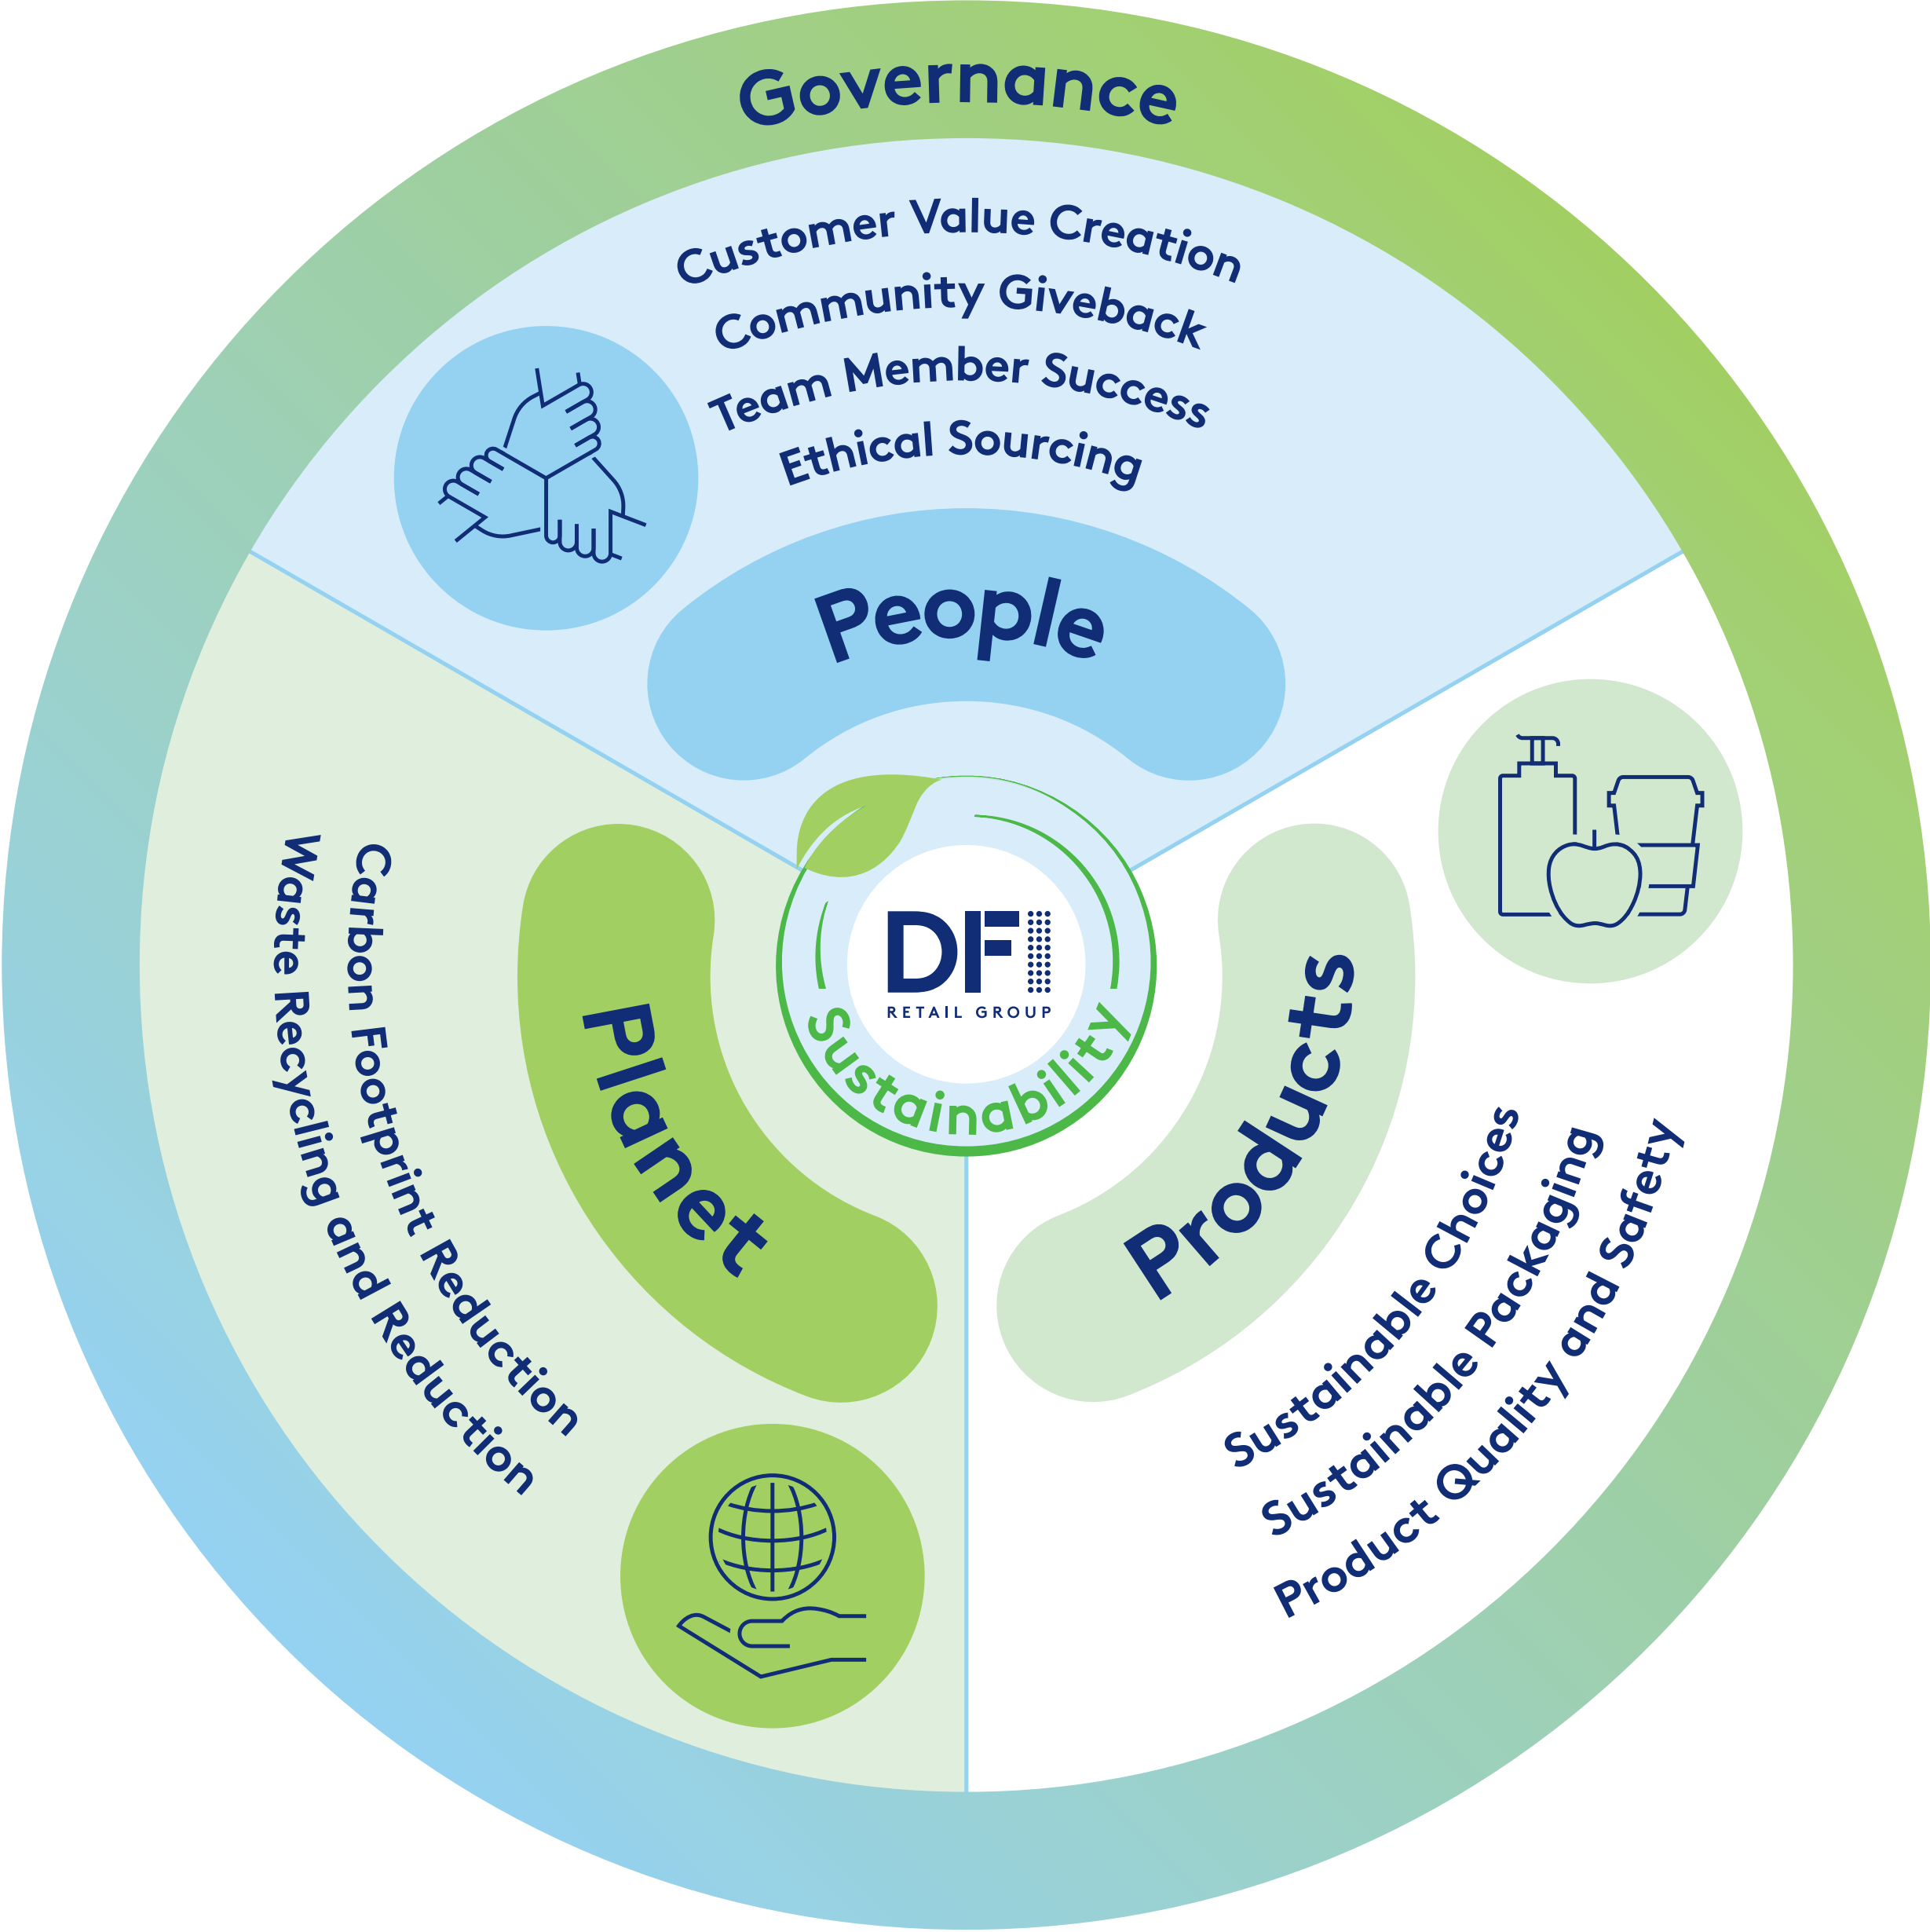 Governance
Customer Value Creation
Community Giveback
Team Member Success
Ethical Sourcing
People
DFI
RETAIL GROUP
Sustainability
Planet
Carbon Footprint Reduction
Waste Recycling and Reduction
Products
Sustainable Choices
Sustainable Packaging
Product Quality and Safety